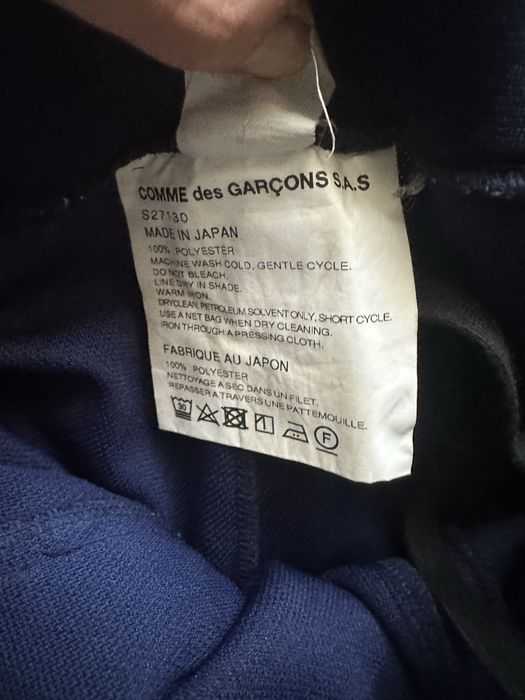 COMME des GARÇONS S.A.S
S27130
MADE IN JAPAN
100% POLYESTER
MACHINE WASH COLD, GENTLE CYCLE.
DO NOT BLEACH.
LINE DRY IN SHADE.
WARM IRON.
DRYCLEAN, PETROLEUM SOLVENT ONLY, SHORT CYCLE.
USE A NET BAG WHEN DRY CLEANING.
IRON THROUGH A PRESSING CLOTH.
FABRIQUE AU JAPON
100% POLYESTER
NETTOYAGE A SEC DANS UN FILET.
REPASSER A TRAVERS UNE PATTEMOUILLE.
30 F